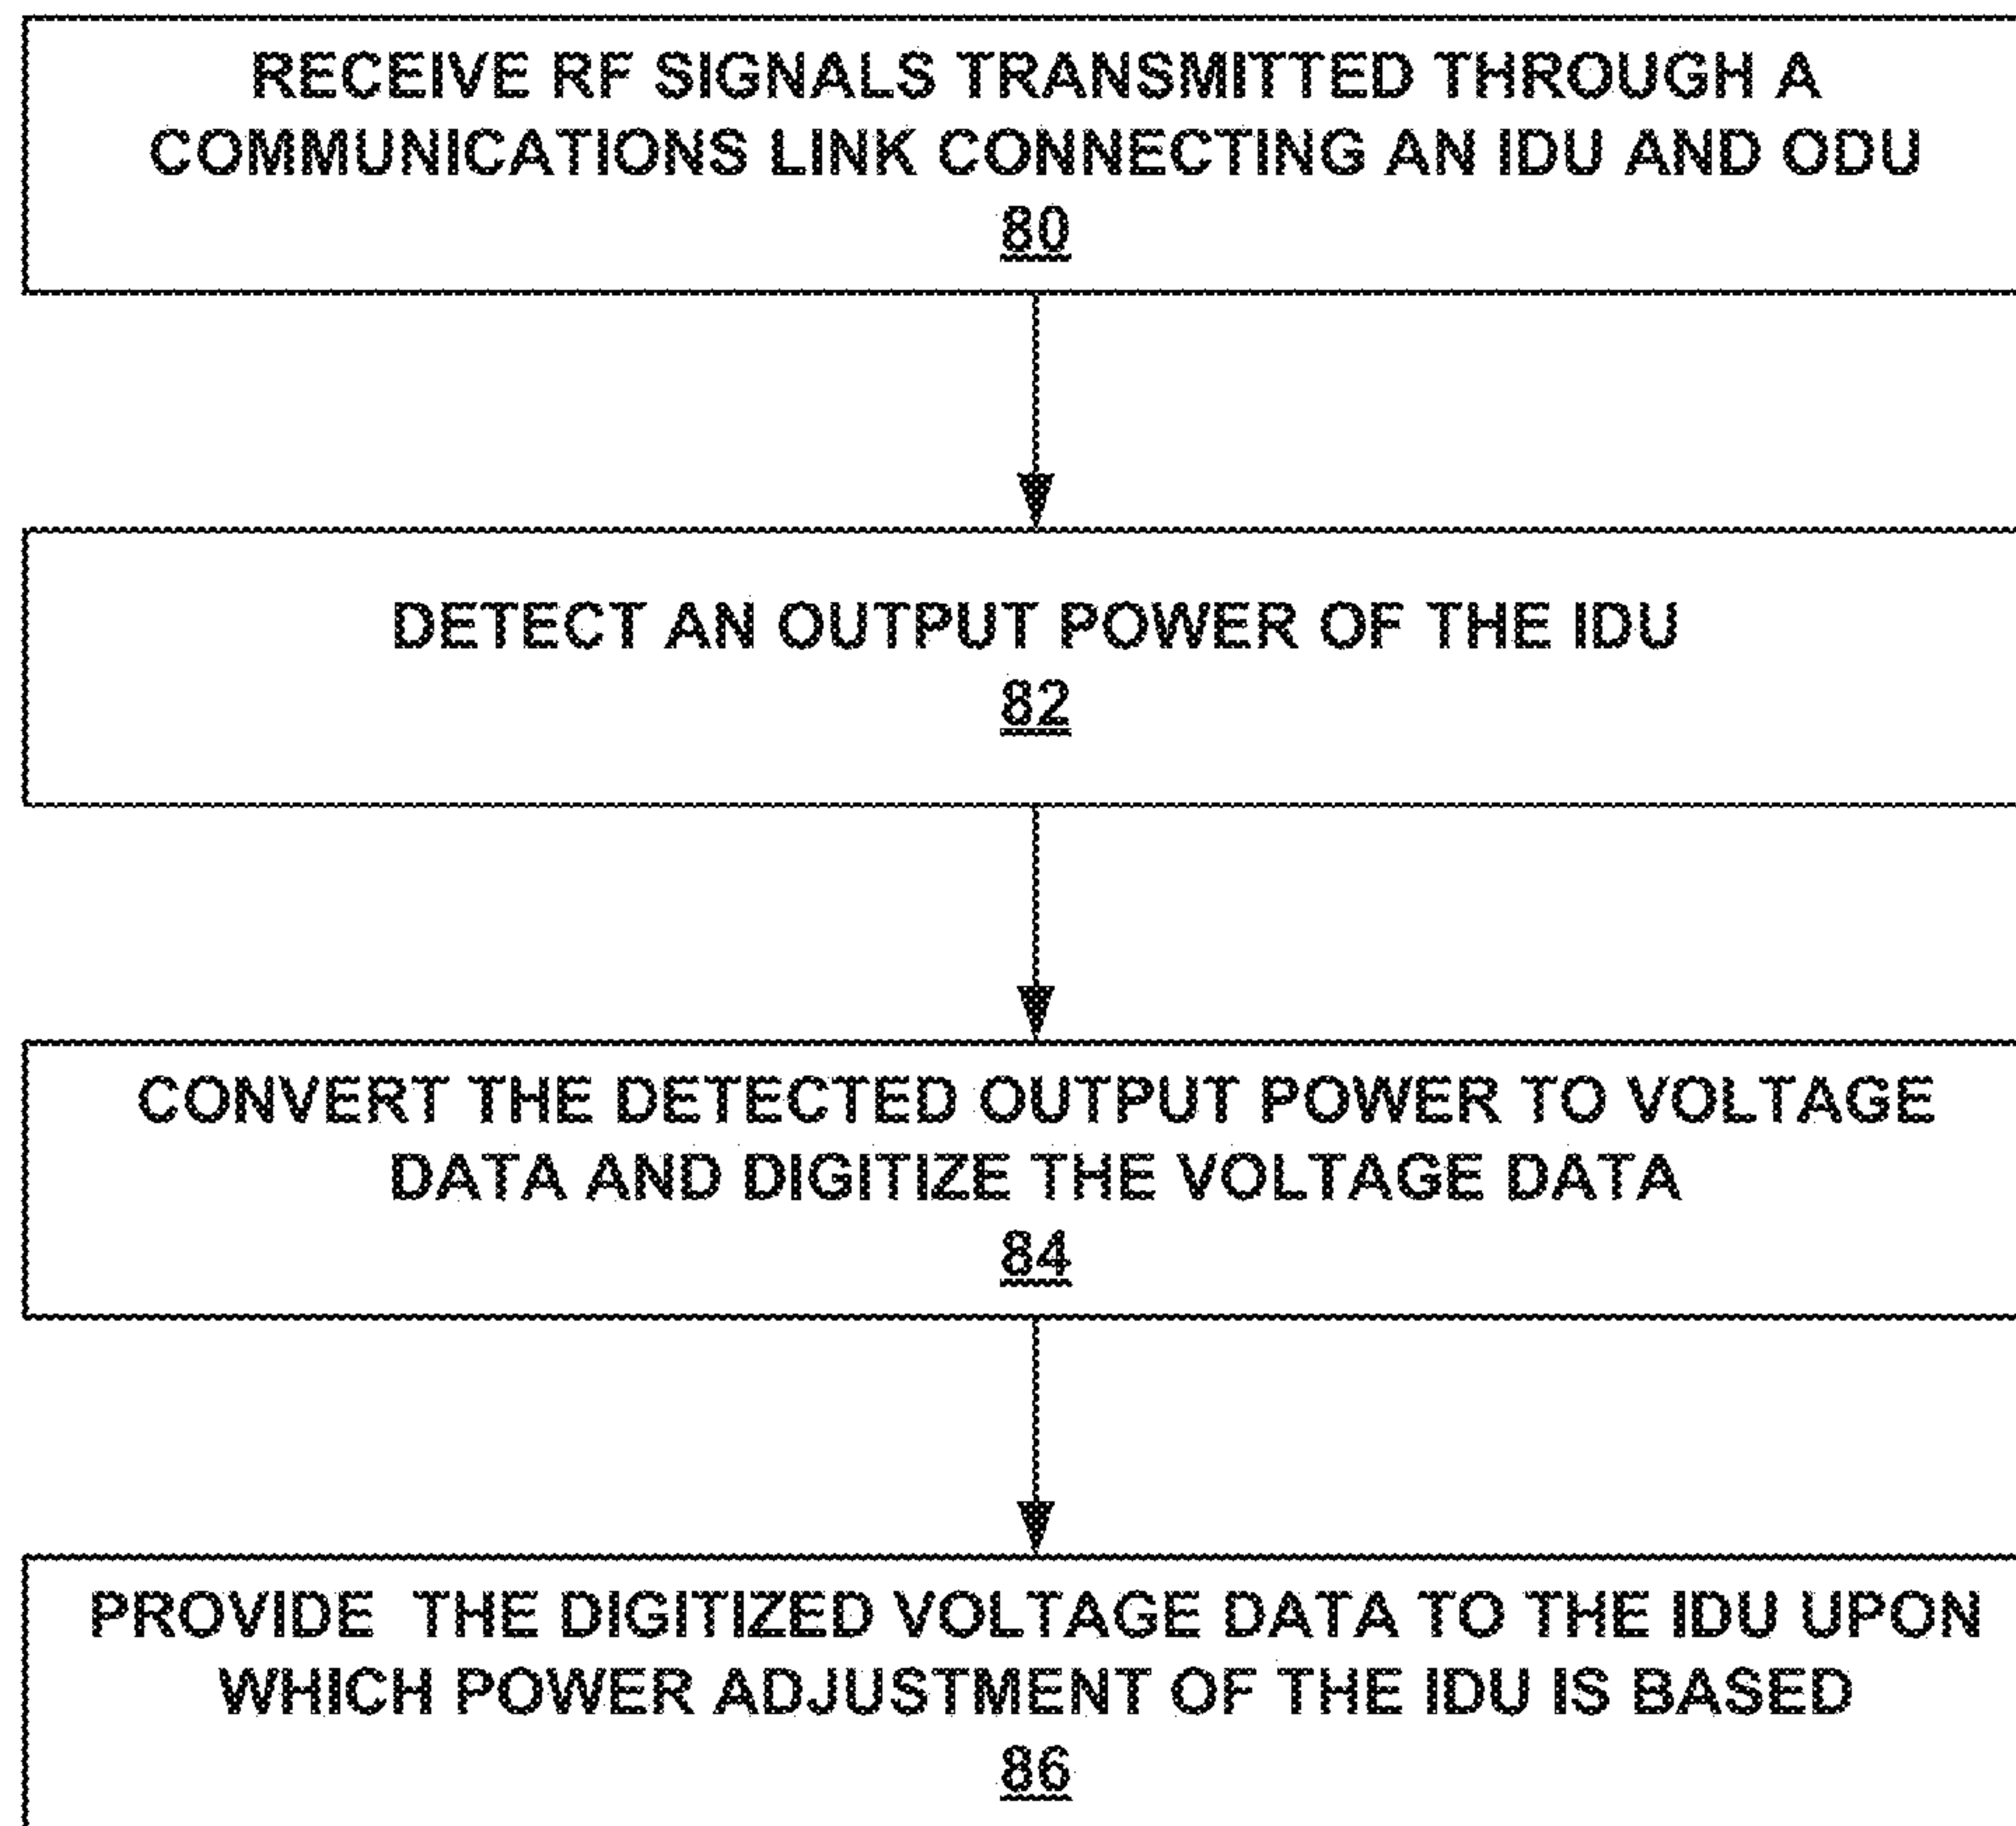 RECEIVE RF SIGNALS TRANSMITTED THROUGH A
COMMUNICATIONS LINK CONNECTING AN IDU AND ODU
80
DETECT AN OUTPUT POWER OF THE IDU
82
CONVERT THE DETECTED OUTPUT POWER TO VOLTAGE
DATA AND DIGITIZE THE VOLTAGE DATA
84
PROVIDE THE DIGITIZED VOLTAGE DATA TO THE IDU UPON
WHICH POWER ADJUSTMENT OF THE IDU IS BASED
86